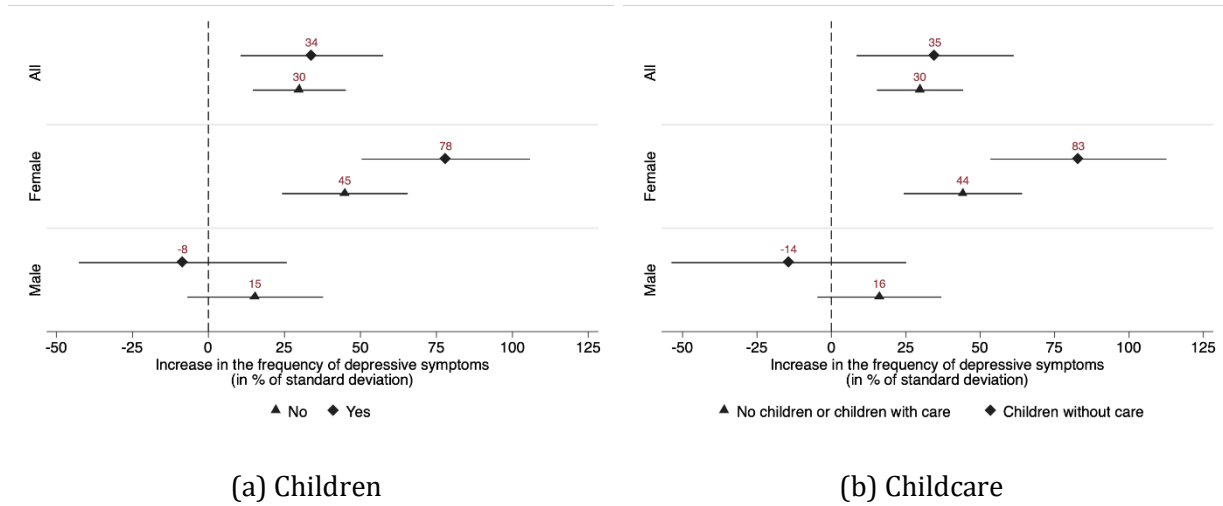 34
All
30
78
Female
45
-8
Male
15
-50 -25 0 25 50 75 100 125
Increase in the frequency of depressive symptoms
(in % of standard deviation)
No Yes
(a) Children
35
All
30
83
Female
44
-14
Male
16
-50 -25 0 25 50 75 100 125
Increase in the frequency of depressive symptoms
(in % of standard deviation)
No children or children with care Children without care
(b) Childcare